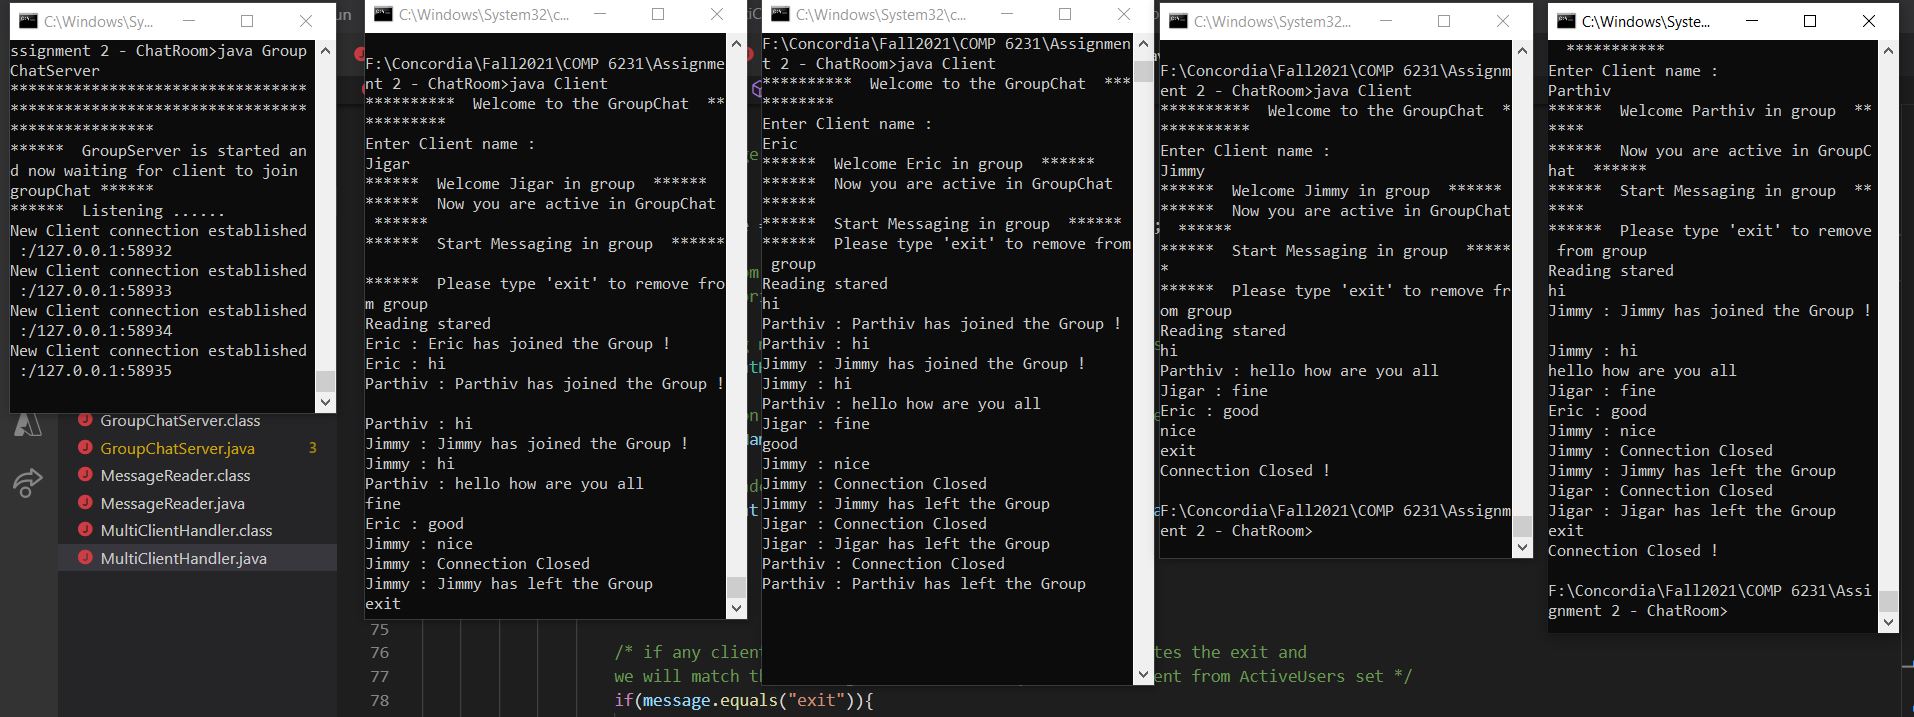 C:\Windows\Sy...
ssignment 2 - ChatRoom>java Group
ChatServer
*********************************
*********************************
****************
****** GroupServer is started an
d now waiting for client to join
groupChat ******
****** Listening ......
New Client connection established
:/127.0.0.1:58932
New Client connection established
:/127.0.0.1:58933
New Client connection established
:/127.0.0.1:58934
New Client connection established
:/127.0.0.1:58935
GroupChatServer.class
GroupChatServer.java 3
MessageReader.class
MessageReader.java
MultiClientHandler.class
MultiClientHandler.java
C:\Windows\System32\c...
F:\Concordia\Fall2021\COMP 6231\Assignme
nt 2 - ChatRoom>java Client
********** Welcome to the GroupChat **
*********
Enter Client name :
Jigar
****** Welcome Jigar in group ******
****** Now you are active in GroupChat
******
****** Start Messaging in group ******
****** Please type 'exit' to remove fro
m group
Reading stared
Eric : Eric has joined the Group !
Eric : hi
Parthiv : Parthiv has joined the Group !
Parthiv : hi
Jimmy : Jimmy has joined the Group !
Jimmy : hi
Parthiv : hello how are you all
fine
Eric : good
Jimmy : nice
Jimmy : Connection Closed
Jimmy : Jimmy has left the Group
exit
C:\Windows\System32\c...
F:\Concordia\Fall2021\COMP 6231\Assignmen
t 2 - ChatRoom>java Client
********** Welcome to the GroupChat ***
********
Enter Client name :
Eric
****** Welcome Eric in group ******
****** Now you are active in GroupChat
******
****** Start Messaging in group ******
****** Please type 'exit' to remove from
group
Reading stared
hi
Parthiv : Parthiv has joined the Group !
Parthiv : hi
Jimmy : Jimmy has joined the Group !
Jimmy : hi
Parthiv : hello how are you all
Jigar : fine
good
Jimmy : nice
Jimmy : Connection Closed
Jimmy : Jimmy has left the Group
Jigar : Connection Closed
Jigar : Jigar has left the Group
Parthiv : Connection Closed
Parthiv : Parthiv has left the Group
C:\Windows\System32...
F:\Concordia\Fall2021\COMP 6231\Assignm
ent 2 - ChatRoom>java Client
********** Welcome to the GroupChat *
**********
Enter Client name :
Jimmy
****** Welcome Jimmy in group ******
****** Now you are active in GroupChat
******
****** Start Messaging in group *****
*
****** Please type 'exit' to remove fr
om group
Reading stared
hi
Parthiv : hello how are you all
Jigar : fine
Eric : good
nice
exit
Connection Closed !
F:\Concordia\Fall2021\COMP 6231\Assignm
ent 2 - ChatRoom>
C:\Windows\Syste...
***********
Enter Client name :
Parthiv
****** Welcome Parthiv in group **
****
****** Now you are active in GroupC
hat ******
****** Start Messaging in group **
****
****** Please type 'exit' to remove
from group
Reading stared
hi
Jimmy : Jimmy has joined the Group !
Jimmy : hi
hello how are you all
Jigar : fine
Eric : good
Jimmy : nice
Jimmy : Connection Closed
Jimmy : Jimmy has left the Group
Jigar : Connection Closed
Jigar : Jigar has left the Group
exit
Connection Closed !
F:\Concordia\Fall2021\COMP 6231\Assi
gnment 2 - ChatRoom>
75
76 /* if any clien tes the exit and
77 we will match th ent from ActiveUsers set */
78 if(message.equals("exit")){